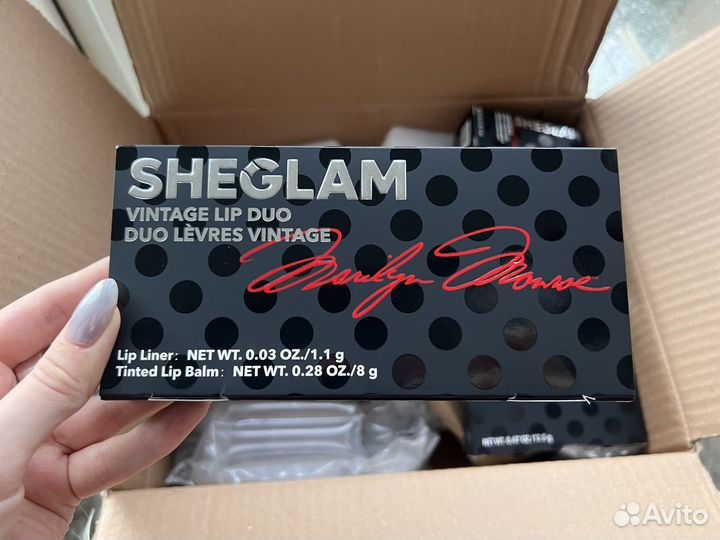 SHEGLAM
SHEGLAM
VINTAGE LIP DUO
DUO LÈVRES VINTAGE
Marilyn Monroe™
Lip Liner: NET WT. 0.03 OZ./1.1 g
Tinted Lip Balm: NET WT. 0.28 OZ./8 g
Avito